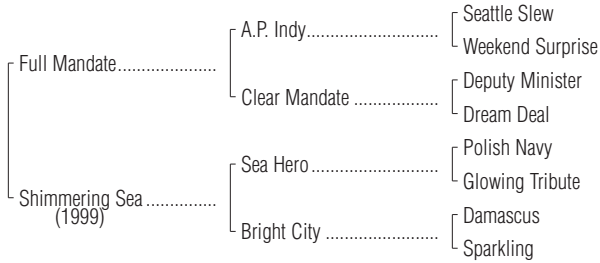 Seattle Slew
A.P. Indy..............................
Weekend Surprise
Full Mandate......................
Deputy Minister
Clear Mandate ...................
Dream Deal
Polish Navy
Sea Hero .............................
Glowing Tribute
Shimmering Sea ...............
(1999)
Damascus
Bright City ..........................
Sparkling